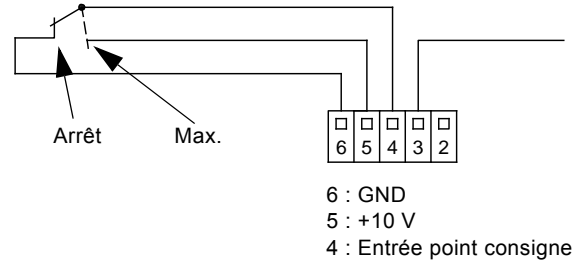 Arrêt Max.
6 5 4 3 2
6 : GND
5 : +10 V
4 : Entrée point consigne